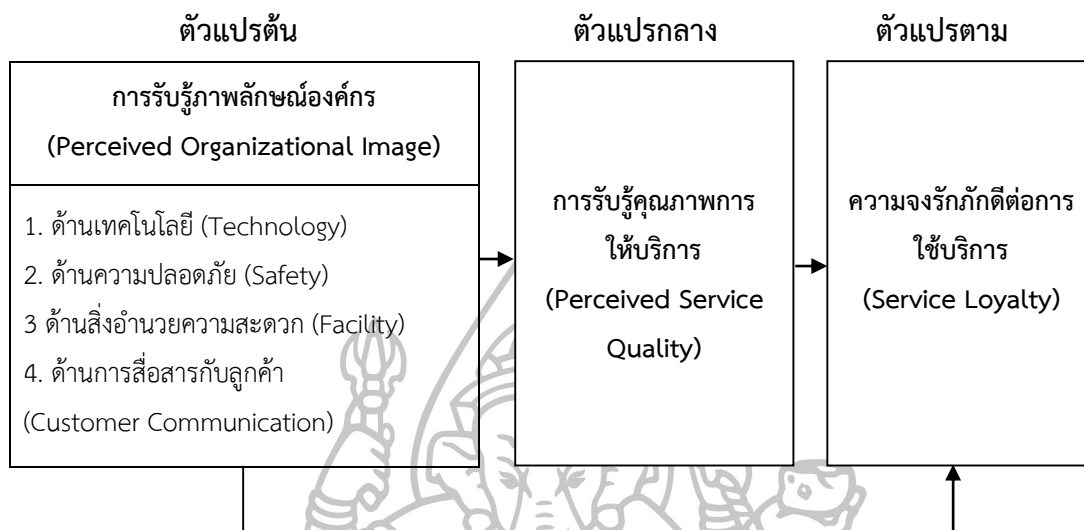 ตัวแปรต้น
ตัวแปรกลาง
ตัวแปรตาม
การรับรู้ภาพลักษณ์องค์กร
(Perceived Organizational Image)
1. ด้านเทคโนโลยี (Technology)
2. ด้านความปลอดภัย (Safety)
3 ด้านสิ่งอำนวยความสะดวก (Facility)
4. ด้านการสื่อสารกับลูกค้า
(Customer Communication)
การรับรู้คุณภาพการ
ให้บริการ
(Perceived Service
Quality)
ความจงรักภักดีต่อการ
ใช้บริการ
(Service Loyalty)